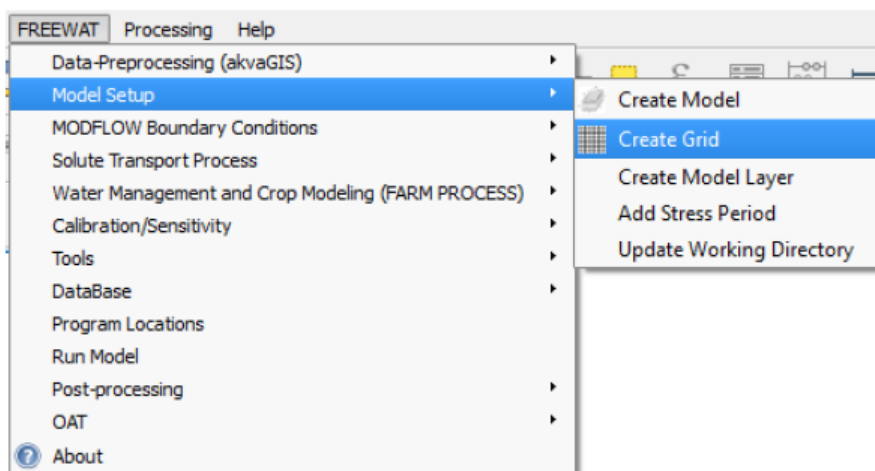 FREEWAT Processing Help
Data-Preprocessing (akvaGIS)
Model Setup
MODFLOW Boundary Conditions
Solute Transport Process
Water Management and Crop Modeling (FARM PROCESS)
Calibration/Sensitivity
Tools
DataBase
Program Locations
Run Model
Post-processing
OAT
About
Create Model
Create Grid
Create Model Layer
Add Stress Period
Update Working Directory